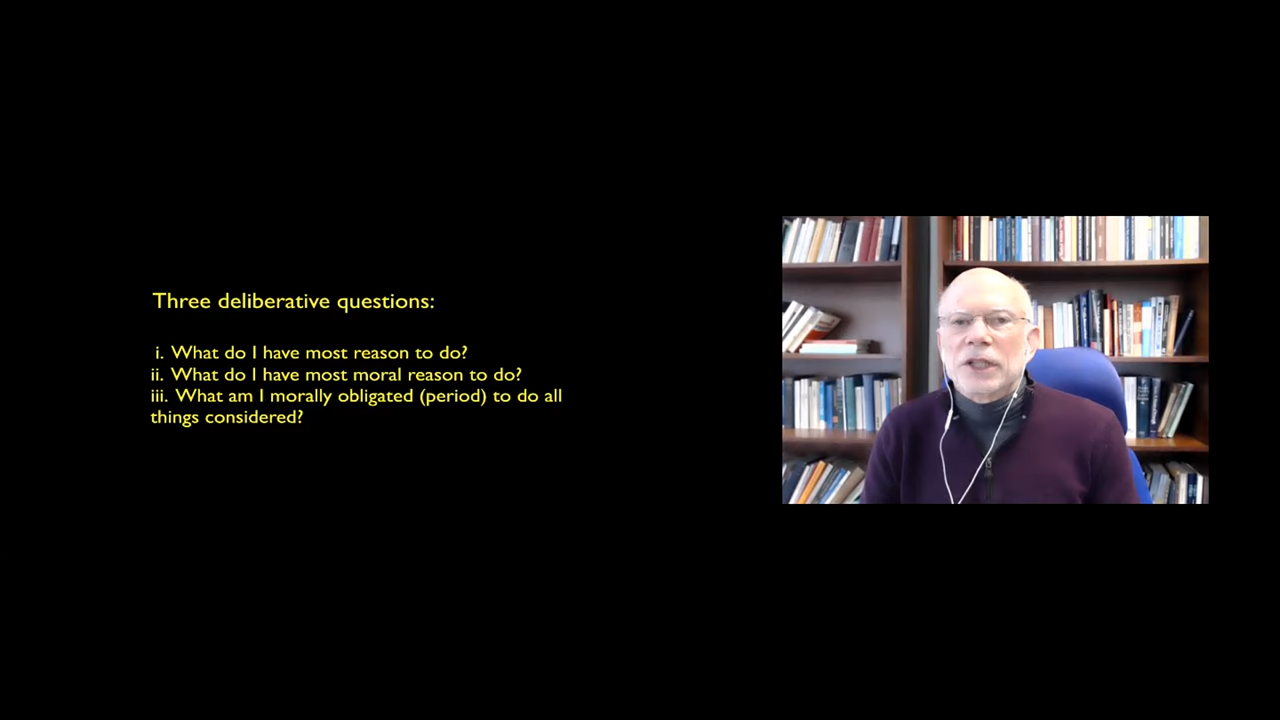 Three deliberative questions:
i. What do I have most reason to do?
ii. What do I have most moral reason to do?
iii. What am I morally obligated (period) to do all
things considered?